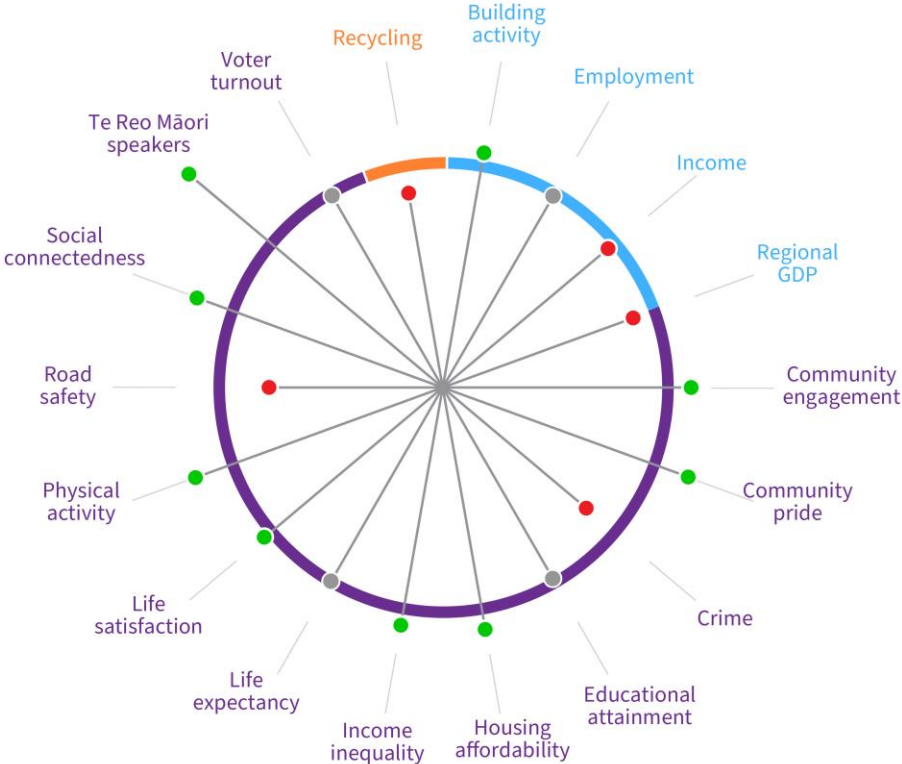 Building
activity
Recycling
Voter
turnout
Employment
Te Reo Māori
speakers
Income
Social
connectedness
Regional
GDP
Road
safety
Community
engagement
Physical
activity
Community
pride
Life
satisfaction
Crime
Life
expectancy
Educational
attainment
Income
inequality
Housing
affordability